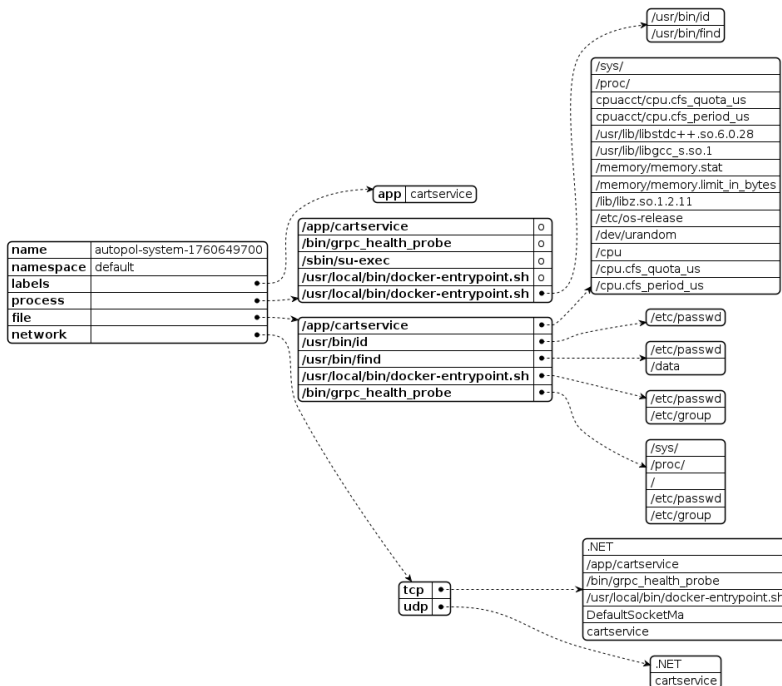 /usr/bin/id
/usr/bin/find
/sys/
/proc/
cpuacct/cpu.cfs_quota_us
cpuacct/cpu.cfs_period_us
/usr/lib/libstdc++.so.6.0.28
/usr/lib/libgcc_s.so.1
/memory/memory.stat
/memory/memory.limit_in_bytes
/lib/libz.so.1.2.11
/etc/os-release
/dev/urandom
/cpu
/cpu.cfs_quota_us
/cpu.cfs_period_us
app cartservice
/app/cartservice o
/bin/grpc_health_probe o
/sbin/su-exec o
/usr/local/bin/docker-entrypoint.sh o
/usr/local/bin/docker-entrypoint.sh
name autopol-system-1760649700
namespace default
labels
process
file
network
/app/cartservice
/usr/bin/id
/usr/bin/find
/usr/local/bin/docker-entrypoint.sh
/bin/grpc_health_probe
/etc/passwd
/etc/passwd
/data
/etc/passwd
/etc/group
/sys/
/proc/
/
/etc/passwd
/etc/group
tcp
udp
.NET
/app/cartservice
/bin/grpc_health_probe
/usr/local/bin/docker-entrypoint.sh
DefaultSocketMa
cartservice
.NET
cartservice